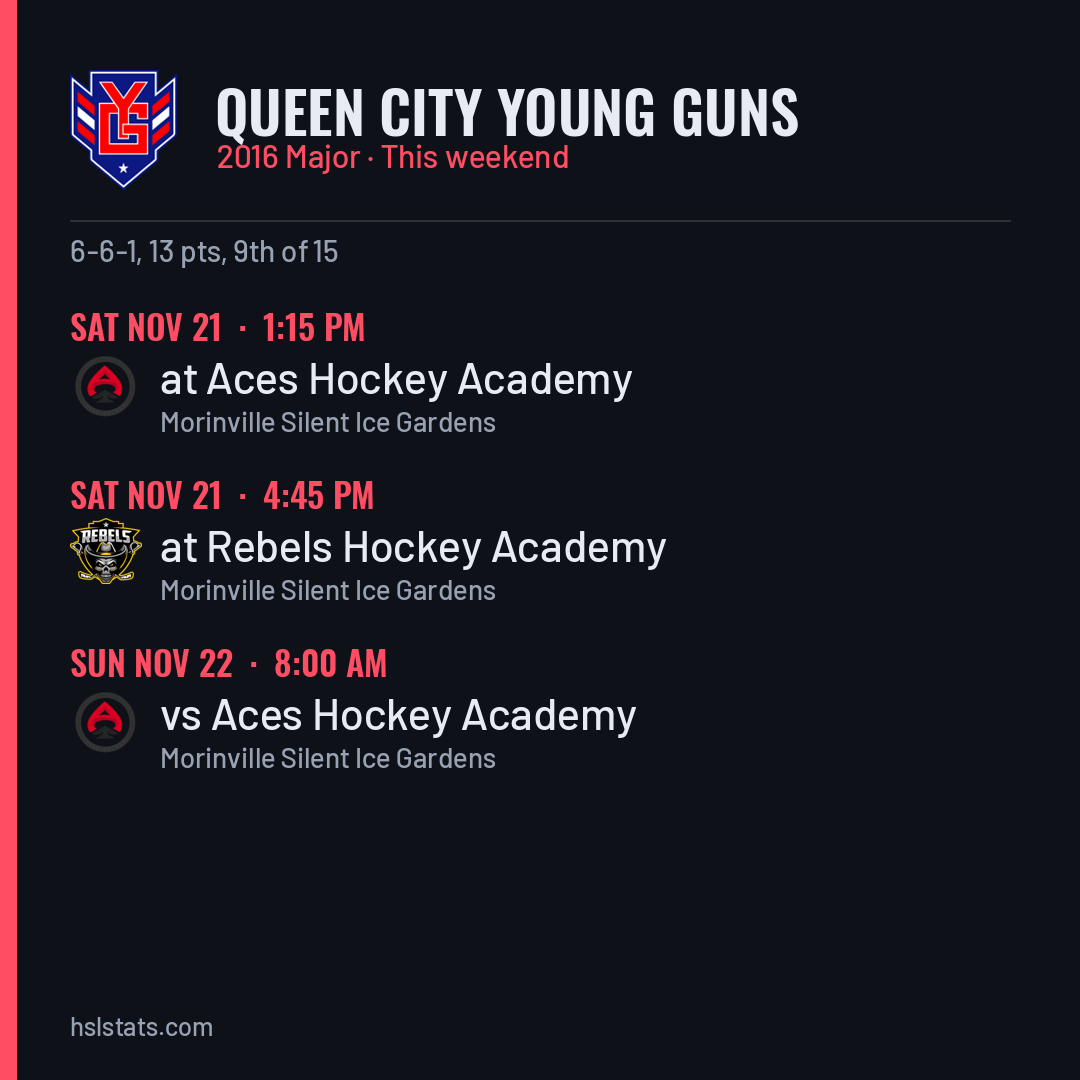 YG
QUEEN CITY YOUNG GUNS
2016 Major · This weekend
6-6-1, 13 pts, 9th of 15
SAT NOV 21 · 1:15 PM
at Aces Hockey Academy
Morinville Silent Ice Gardens
SAT NOV 21 · 4:45 PM
REBELS
at Rebels Hockey Academy
Morinville Silent Ice Gardens
SUN NOV 22 · 8:00 AM
vs Aces Hockey Academy
Morinville Silent Ice Gardens
hslstats.com